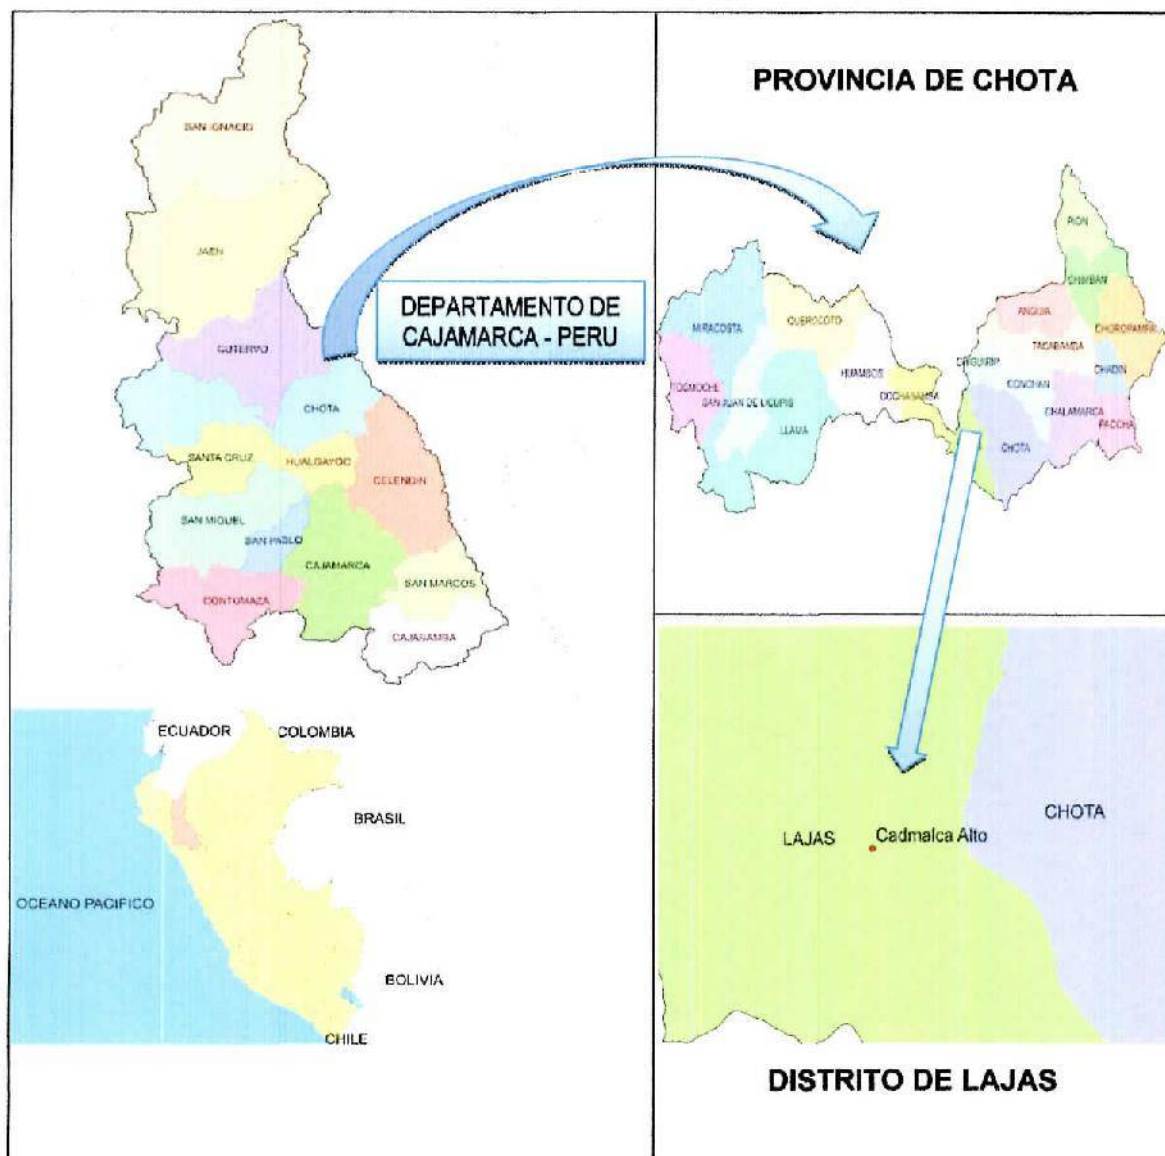 PROVINCIA DE CHOTA
SAN IGNACIO
JAEN
CUTERVO
CHOTA
SANTA CRUZ
HUALGAYOC
CELENDIN
SAN MIGUEL
SAN PABLO
CAJAMARCA
SAN MARCOS
CONTUMAZA
CAJABAMBA
DEPARTAMENTO DE
CAJAMARCA - PERU
PION
CHIMBAN
ANGUIA
CHOROPAMPA
MIRACOSTA
QUEROCOTO
TACABAMBA
CHIGUIRIP
CHADIN
TOCMOCHE
HUAMBOS
CONCHAN
SAN JUAN DE LICUPIS
COCHABAMBA
CHALAMARCA
LLAMA
PACCHA
CHOTA
ECUADOR
COLOMBIA
BRASIL
OCEANO PACIFICO
BOLIVIA
CHILE
LAJAS
Cadmalca Alto
CHOTA
DISTRITO DE LAJAS